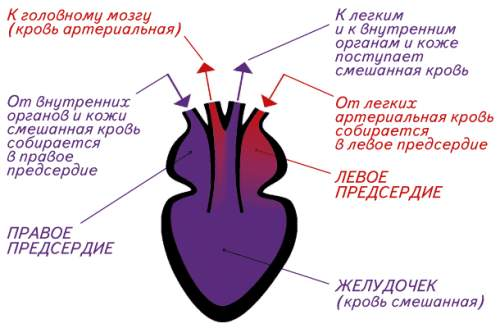 К головному мозгу
(кровь артериальная)
К легким
и к внутренним
органам и коже
поступает
смешанная кровь
От внутренних
органов и кожи
смешанная кровь
собирается
в правое
предсердие
От легких
артериальная кровь
собирается
в левое предсердие
ЛЕВОЕ
ПРЕДСЕРДИЕ
ПРАВОЕ
ПРЕДСЕРДИЕ
ЖЕЛУДОЧЕК
(кровь смешанная)